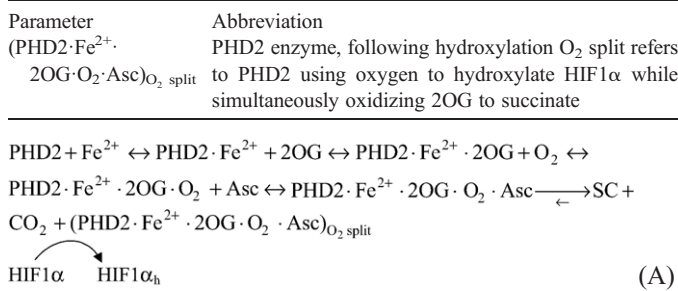 Parameter Abbreviation
(PHD2·Fe²⁺· PHD2 enzyme, following hydroxylation O₂ split refers
2OG·O₂·Asc)O₂ split to PHD2 using oxygen to hydroxylate HIF1α while
simultaneously oxidizing 2OG to succinate
PHD2 + Fe²⁺ ↔ PHD2·Fe²⁺ + 2OG ↔ PHD2·Fe²⁺·2OG + O₂ ↔
PHD2·Fe²⁺·2OG·O₂ + Asc ↔ PHD2·Fe²⁺·2OG·O₂·Asc ⟶ ← SC +
CO₂ + (PHD2·Fe²⁺·2OG·O₂·Asc)O₂ split
HIF1α HIF1αₕ (A)